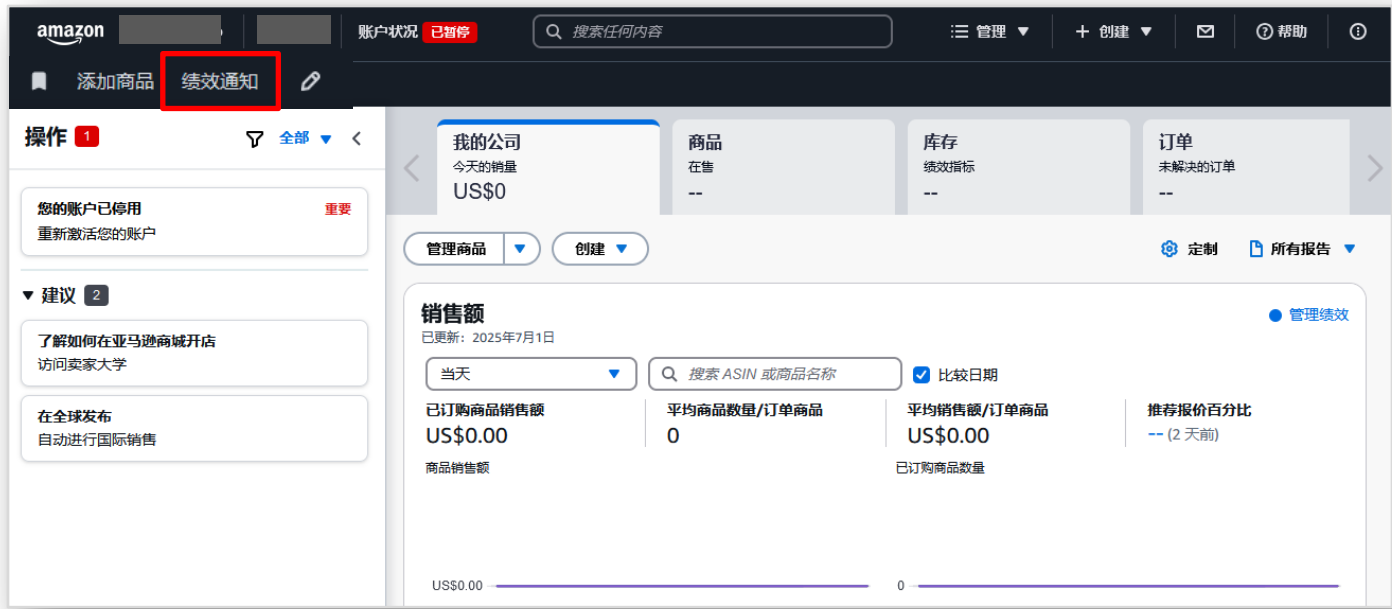 amazon
账户状况 已暂停
搜索任何内容
管理
+ 创建
帮助
添加商品 绩效通知
操作 1
全部
您的账户已停用 重要
重新激活您的账户
建议 2
了解如何在亚马逊商城开店
访问卖家大学
在全球发布
自动进行国际销售
我的公司
今天的销量
US$0
商品
在售
--
库存
绩效指标
--
订单
未解决的订单
--
管理商品
创建
定制
所有报告
销售额
管理绩效
已更新：2025年7月1日
当天
搜索 ASIN 或商品名称
比较日期
已订购商品销售额
US$0.00
平均商品数量/订单商品
0
平均销售额/订单商品
US$0.00
推荐报价百分比
-- (2 天前)
商品销售额
已订购商品数量
US$0.00
0